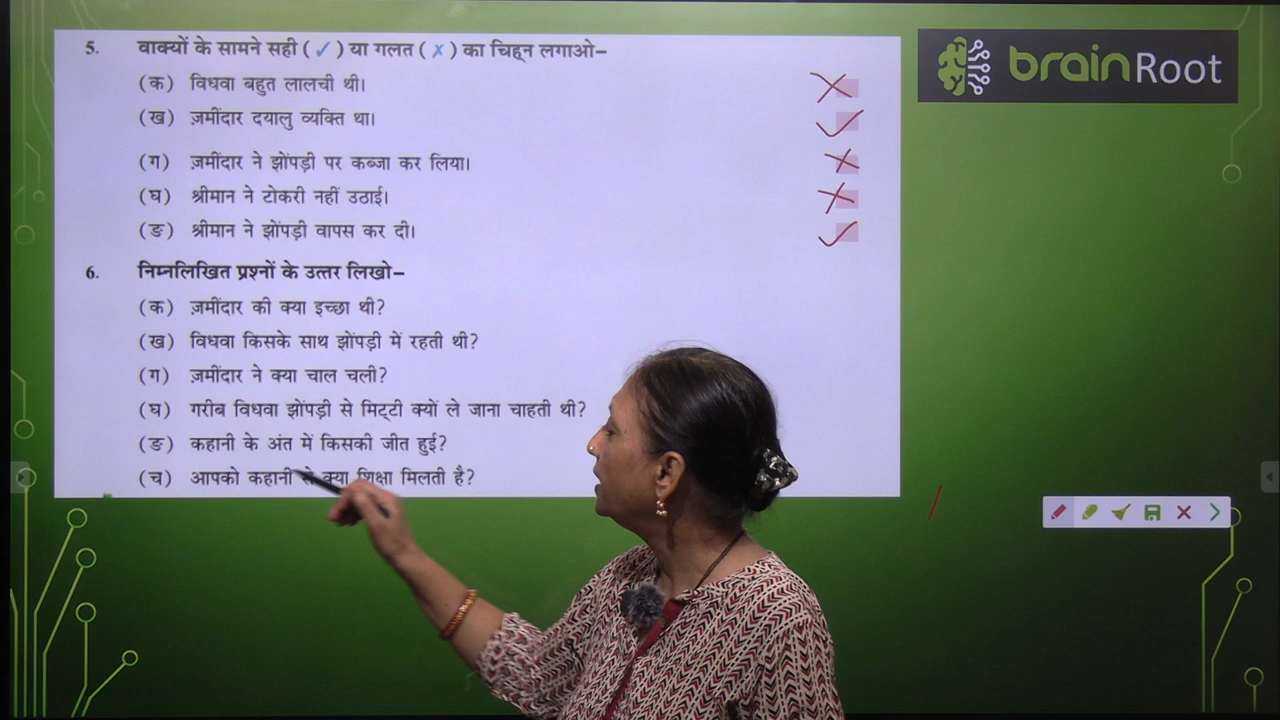 5. वाक्यों के सामने सही ( ✓ ) या गलत ( ✗ ) का चिह्न लगाओ–
(क) विधवा बहुत लालची थी।
(ख) ज़मींदार दयालु व्यक्ति था।
(ग) ज़मींदार ने झोंपड़ी पर कब्जा कर लिया।
(घ) श्रीमान ने टोकरी नहीं उठाई।
(ङ) श्रीमान ने झोंपड़ी वापस कर दी।
6. निम्नलिखित प्रश्नों के उत्तर लिखो–
(क) ज़मींदार की क्या इच्छा थी?
(ख) विधवा किसके साथ झोंपड़ी में रहती थी?
(ग) ज़मींदार ने क्या चाल चली?
(घ) गरीब विधवा झोंपड़ी से मिट्टी क्यों ले जाना चाहती थी?
(ङ) कहानी के अंत में किसकी जीत हुई?
(च) आपको कहानी से क्या शिक्षा मिलती है?
brainRoot